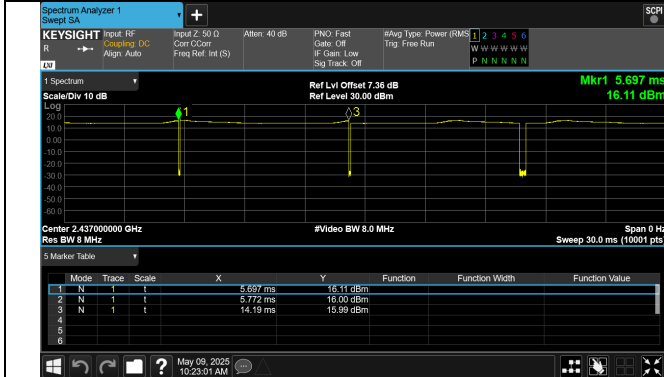 Spectrum Analyzer 1
Swept SA
+
SCPI
KEYSIGHT Input: RF Input Z: 50 Ω Atten: 40 dB PNO: Fast #Avg Type: Power (RMS 1 2 3 4 5 6
R Coupling: DC Corr CCorr Gate: Off Trig: Free Run
Align: Auto Freq Ref: Int (S) IF Gain: Low W W W W W W
LXI Sig Track: Off P N N N N N
1 Spectrum Ref Lvl Offset 7.36 dB Mkr1 5.697 ms
Scale/Div 10 dB Ref Level 30.00 dBm 16.11 dBm
Log
20.0
10.0
0.00
-10.0
-20.0
-30.0
-40.0
-50.0
-60.0
1
3
Center 2.437000000 GHz #Video BW 8.0 MHz Span 0 Hz
Res BW 8 MHz Sweep 30.0 ms (10001 pts)
5 Marker Table
Mode Trace Scale X Y Function Function Width Function Value
1 N 1 t 5.697 ms 16.11 dBm
2 N 1 t 5.772 ms 16.00 dBm
3 N 1 t 14.19 ms 15.99 dBm
4
5
6
? May 09, 2025
10:23:01 AM